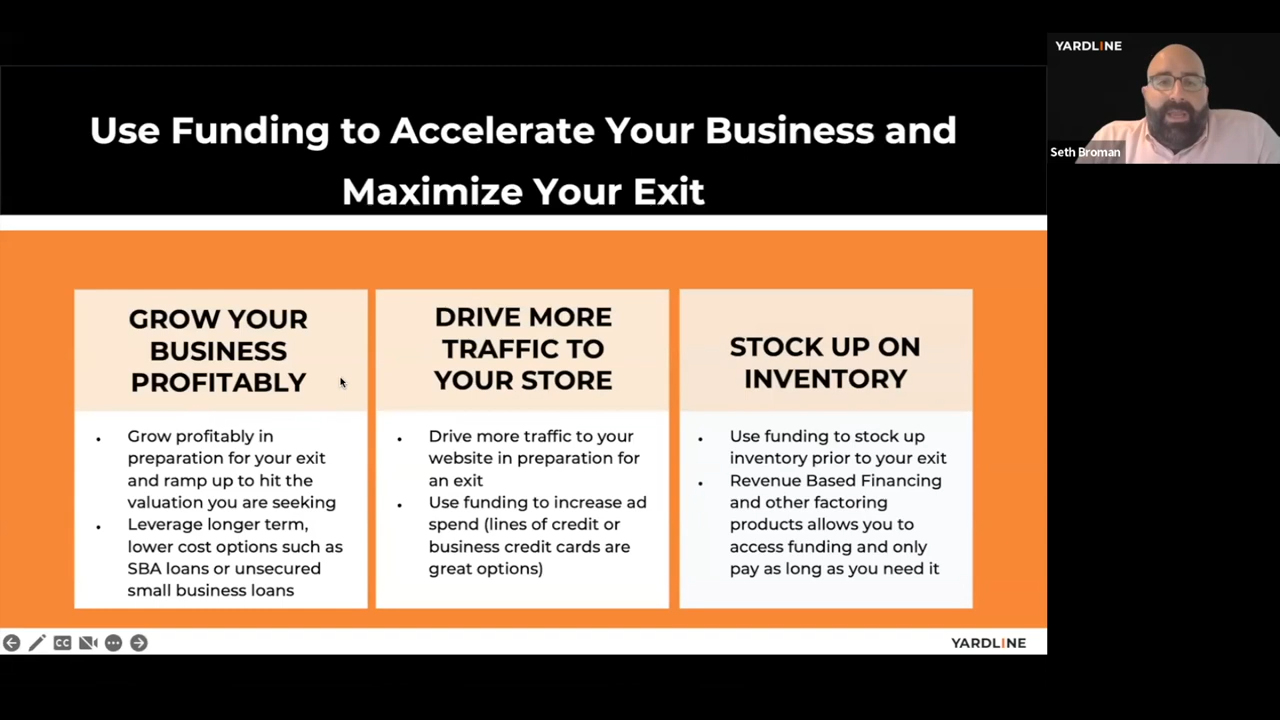 YARDLINE
Seth Broman
Use Funding to Accelerate Your Business and
Maximize Your Exit
GROW YOUR
BUSINESS
PROFITABLY
• Grow profitably in
preparation for your exit
and ramp up to hit the
valuation you are seeking
• Leverage longer term,
lower cost options such as
SBA loans or unsecured
small business loans
DRIVE MORE
TRAFFIC TO
YOUR STORE
• Drive more traffic to your
website in preparation for
an exit
• Use funding to increase ad
spend (lines of credit or
business credit cards are
great options)
STOCK UP ON
INVENTORY
• Use funding to stock up
inventory prior to your exit
• Revenue Based Financing
and other factoring
products allows you to
access funding and only
pay as long as you need it
CC
YARDLINE